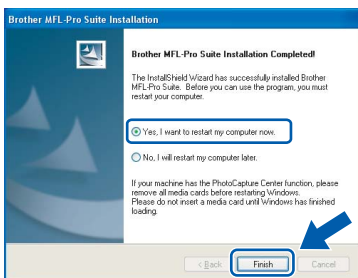 Brother MFL-Pro Suite Installation
Brother MFL-Pro Suite Installation Completed!
The InstallShield Wizard has successfully installed Brother
MFL-Pro Suite. Before you can use the program, you must
restart your computer.
Yes, I want to restart my computer now.
No, I will restart my computer later.
If your machine has the PhotoCapture Center function, please
remove all media cards before restarting Windows.
Please do not insert a media card until Windows has finished
loading.
< Back
Finish
Cancel